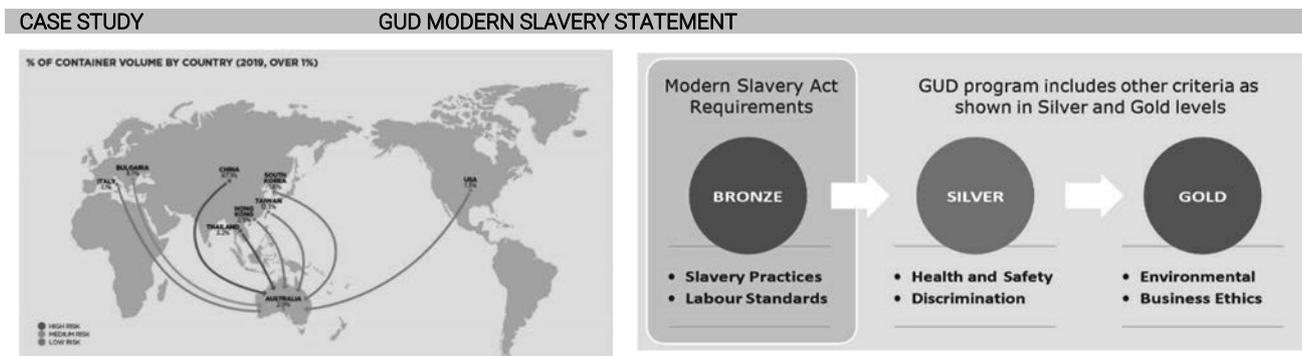 CASE STUDY GUD MODERN SLAVERY STATEMENT
% OF CONTAINER VOLUME BY COUNTRY (2019, OVER 1%)
BULGARIA
ITALY
CHINA
SOUTH
KOREA
TAIWAN
HONG
KONG
THAILAND
USA
AUSTRALIA
HIGH RISK
MEDIUM RISK
LOW RISK
Modern Slavery Act
Requirements
GUD program includes other criteria as
shown in Silver and Gold levels
BRONZE
SILVER
GOLD
• Slavery Practices
• Labour Standards
• Health and Safety
• Discrimination
• Environmental
• Business Ethics